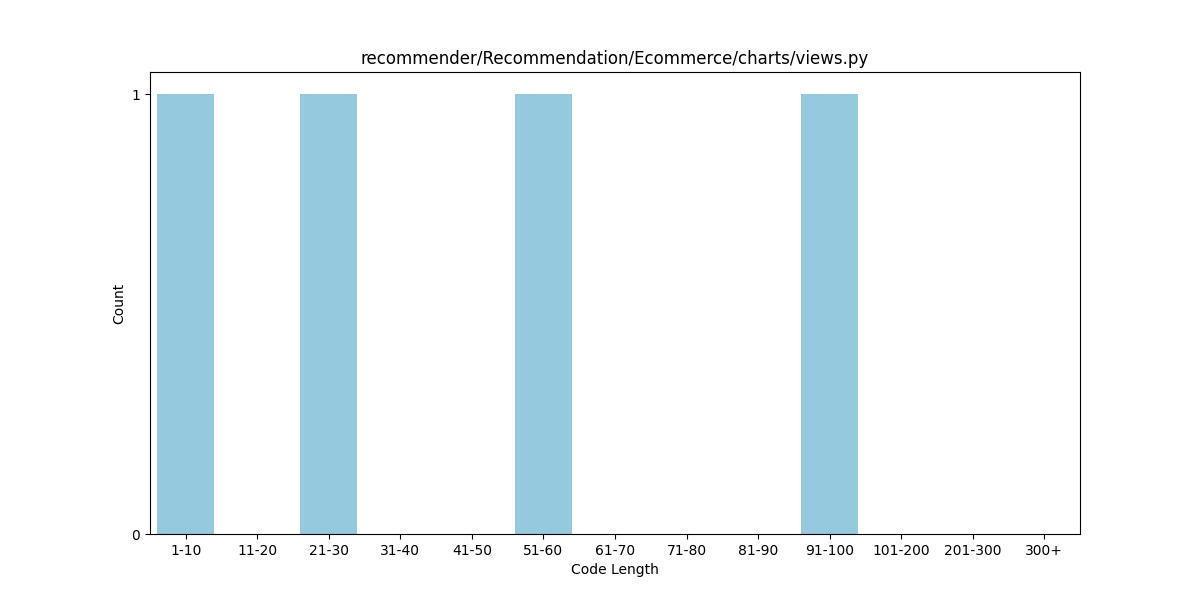 recommender/Recommendation/Ecommerce/charts/views.py
1
Count
0
1-10 11-20 21-30 31-40 41-50 51-60 61-70 71-80 81-90 91-100 101-200 201-300 300+
Code Length